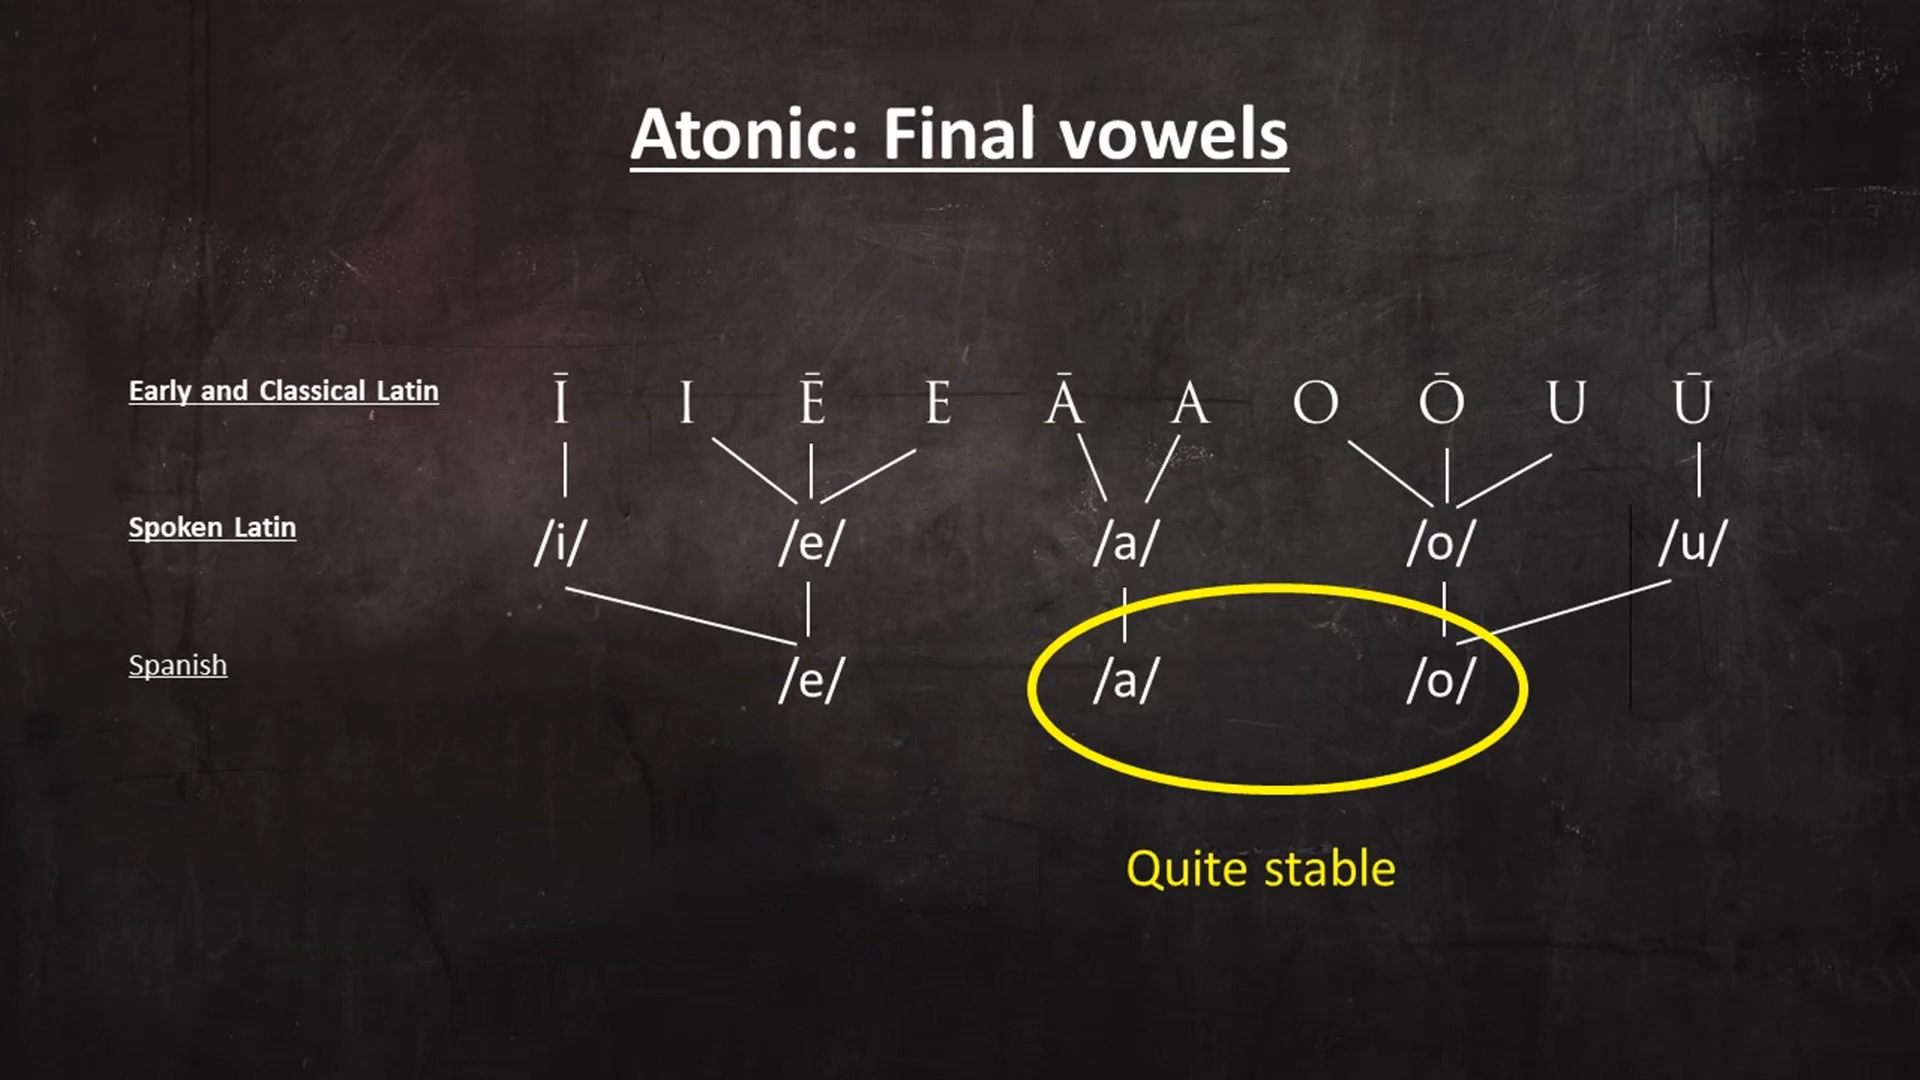 Atonic: Final vowels
Early and Classical Latin Ī I Ē E Ā A O Ō U Ū
Spoken Latin /i/ /e/ /a/ /o/ /u/
Spanish /e/ /a/ /o/
Quite stable